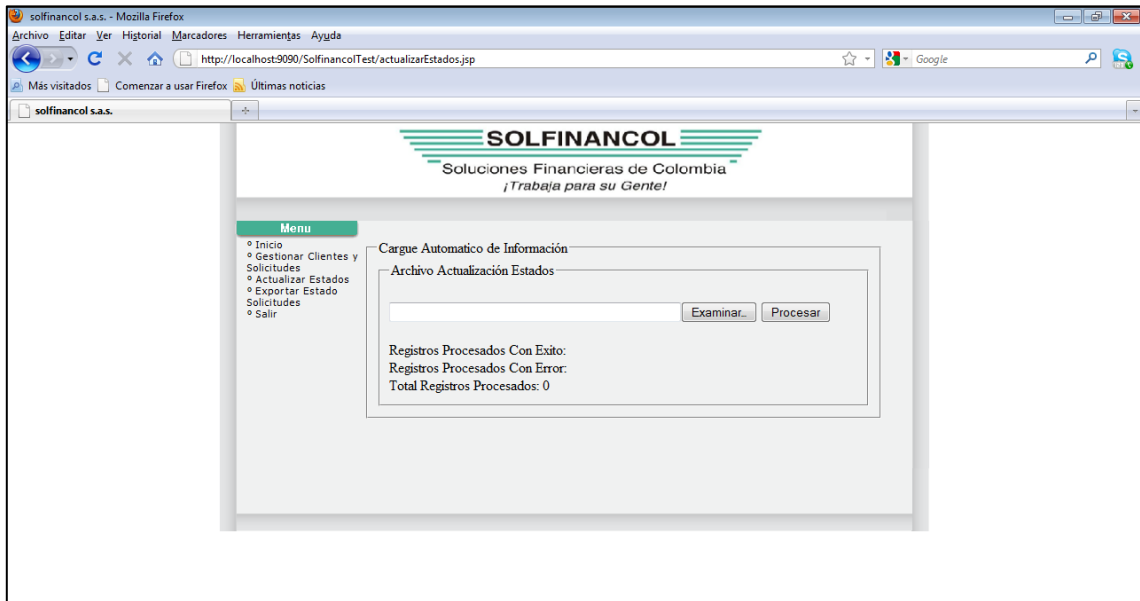 solfinancol s.a.s. - Mozilla Firefox
Archivo Editar Ver Historial Marcadores Herramientas Ayuda
http://localhost:9090/SolfinancolTest/actualizarEstados.jsp
Google
Más visitados Comenzar a usar Firefox Últimas noticias
solfinancol s.a.s.
SOLFINANCOL
Soluciones Financieras de Colombia
¡Trabaja para su Gente!
Menu
º Inicio
º Gestionar Clientes y
Solicitudes
º Actualizar Estados
º Exportar Estado
Solicitudes
º Salir
Cargue Automatico de Información
Archivo Actualización Estados
Examinar... Procesar
Registros Procesados Con Exito:
Registros Procesados Con Error:
Total Registros Procesados: 0